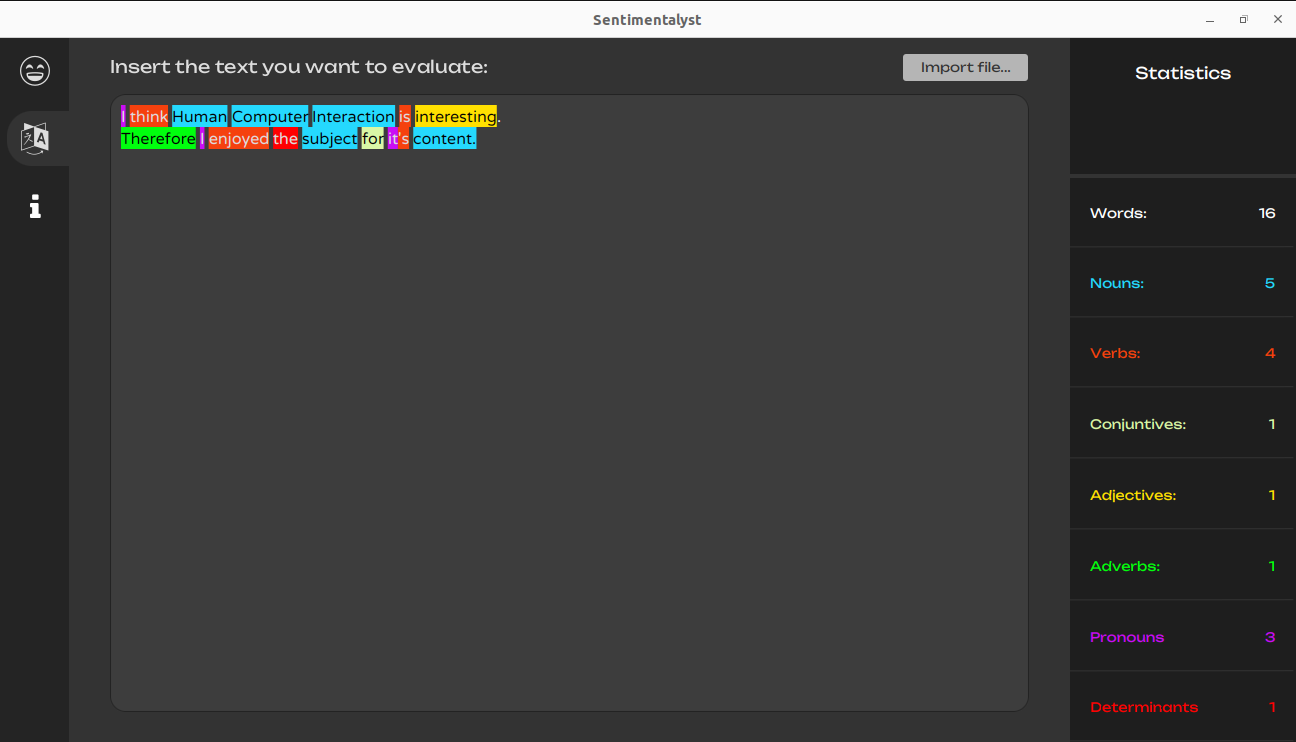 Sentimentalyst
Insert the text you want to evaluate:
Import file...
I think Human Computer Interaction is interesting.
Therefore I enjoyed the subject for it's content.
Statistics
Words: 16
Nouns: 5
Verbs: 4
Conjuntives: 1
Adjectives: 1
Adverbs: 1
Pronouns 3
Determinants 1